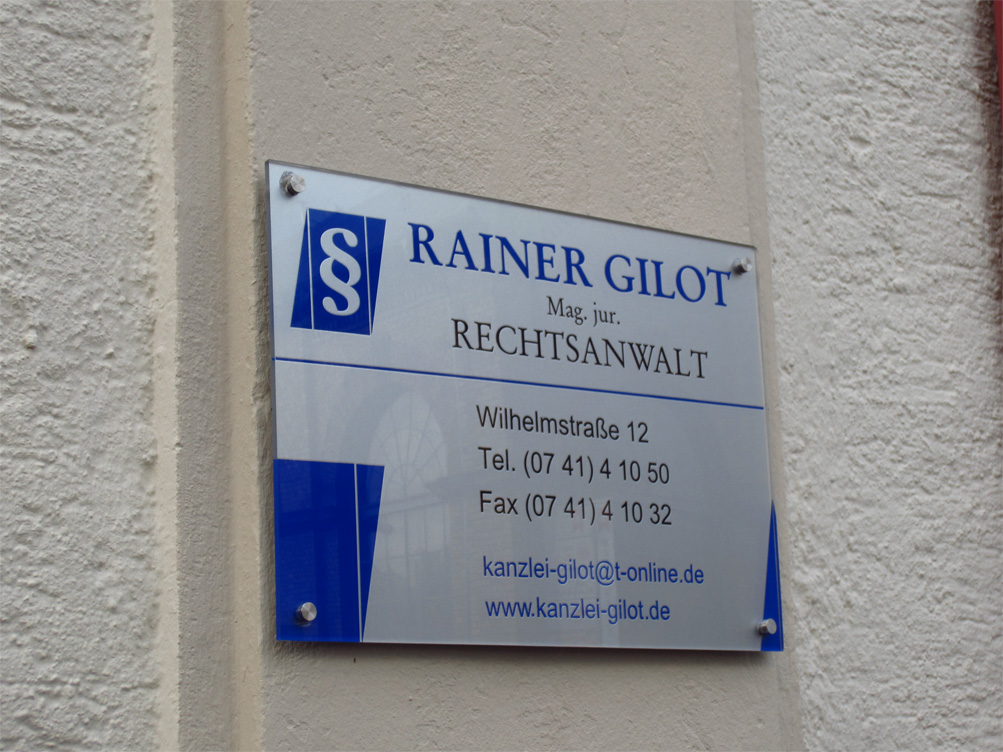 §
RAINER GILOT
Mag. jur.
RECHTSANWALT
Wilhelmstraße 12
Tel. (07 41) 4 10 50
Fax (07 41) 4 10 32
kanzlei-gilot@t-online.de
www.kanzlei-gilot.de